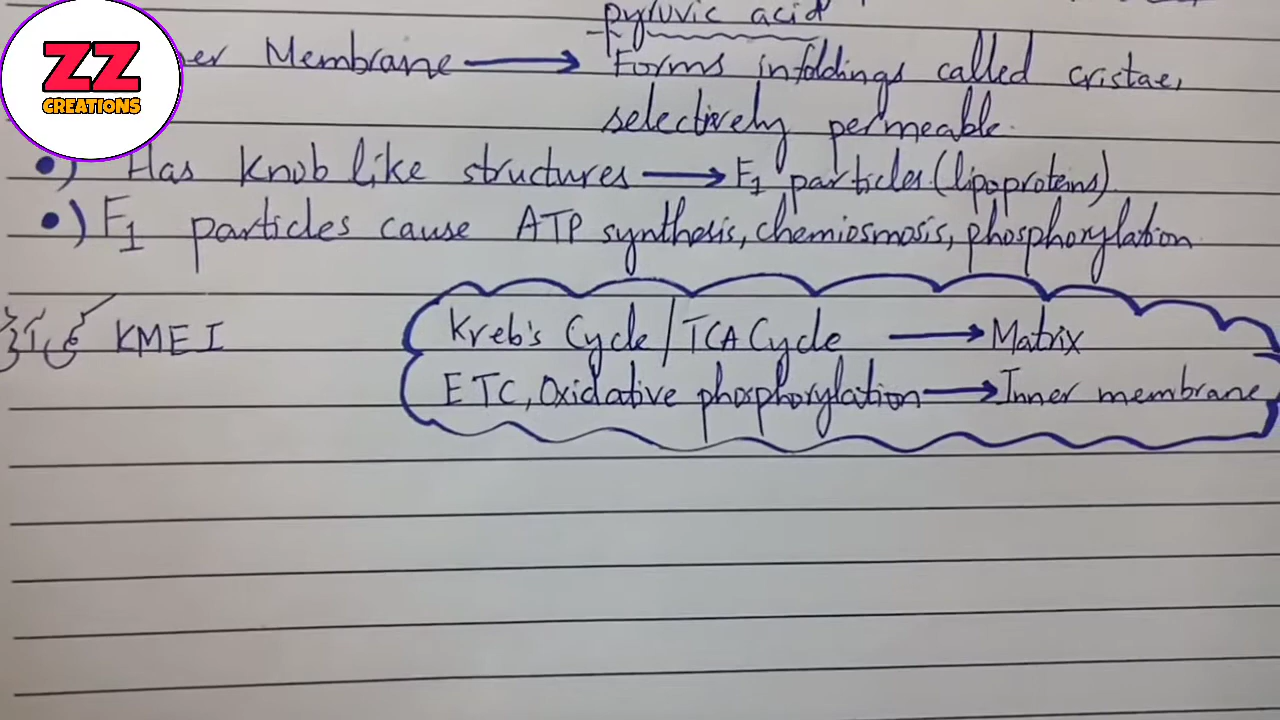 pyruvic acid
ZZ
CREATIONS
er Membrane → Forms infoldings called cristae,
selectively permeable.
•) Has knob like structures → F1 particles (lipoproteins)
•) F1 particles cause ATP synthesis, chemiosmosis, phosphorylation
KMEI
Kreb's Cycle / TCA Cycle → Matrix
ETC, Oxidative phosphorylation → Inner membrane